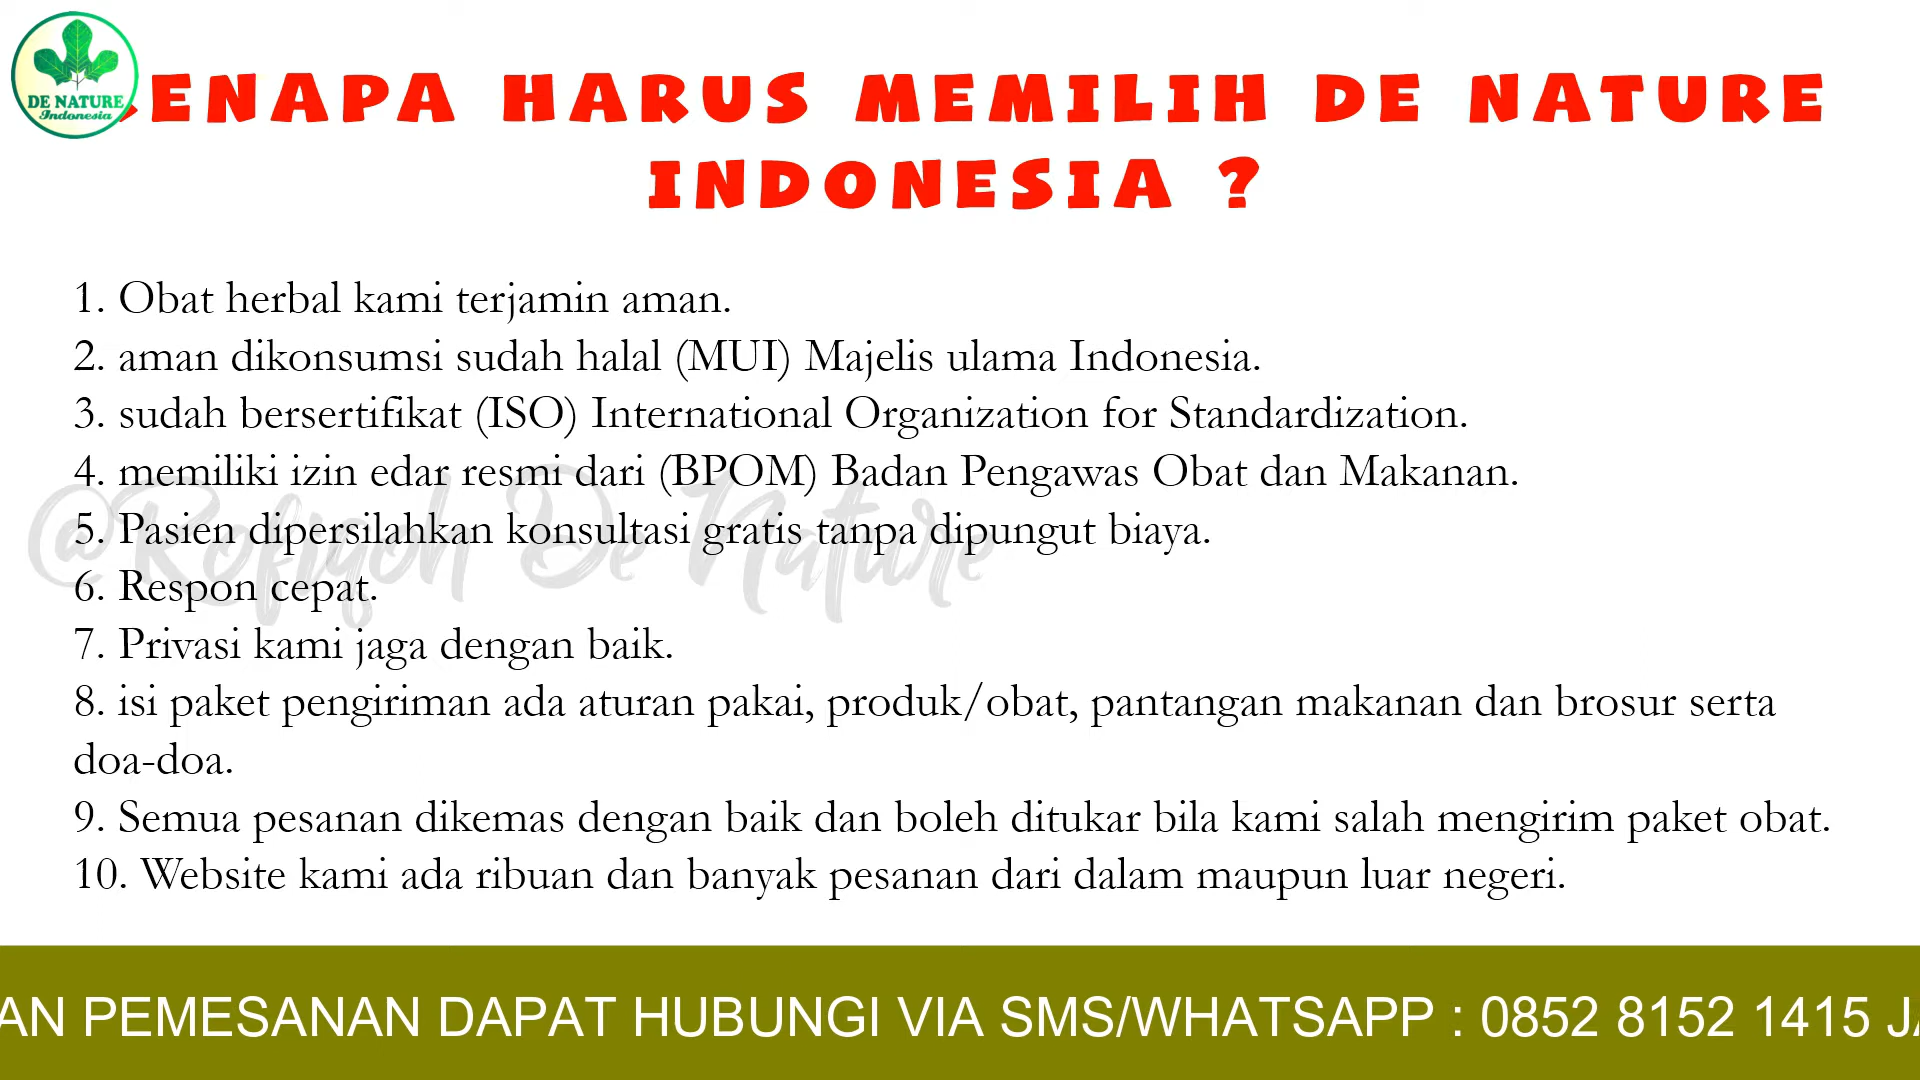 DE NATURE
Indonesia
ENAPA HARUS MEMILIH DE NATURE
INDONESIA ?
1. Obat herbal kami terjamin aman.
2. aman dikonsumsi sudah halal (MUI) Majelis ulama Indonesia.
3. sudah bersertifikat (ISO) International Organization for Standardization.
4. memiliki izin edar resmi dari (BPOM) Badan Pengawas Obat dan Makanan.
@Rofiqoh De Nature
5. Pasien dipersilahkan konsultasi gratis tanpa dipungut biaya.
6. Respon cepat.
7. Privasi kami jaga dengan baik.
8. isi paket pengiriman ada aturan pakai, produk/obat, pantangan makanan dan brosur serta
doa-doa.
9. Semua pesanan dikemas dengan baik dan boleh ditukar bila kami salah mengirim paket obat.
10. Website kami ada ribuan dan banyak pesanan dari dalam maupun luar negeri.
AN PEMESANAN DAPAT HUBUNGI VIA SMS/WHATSAPP : 0852 8152 1415 JA